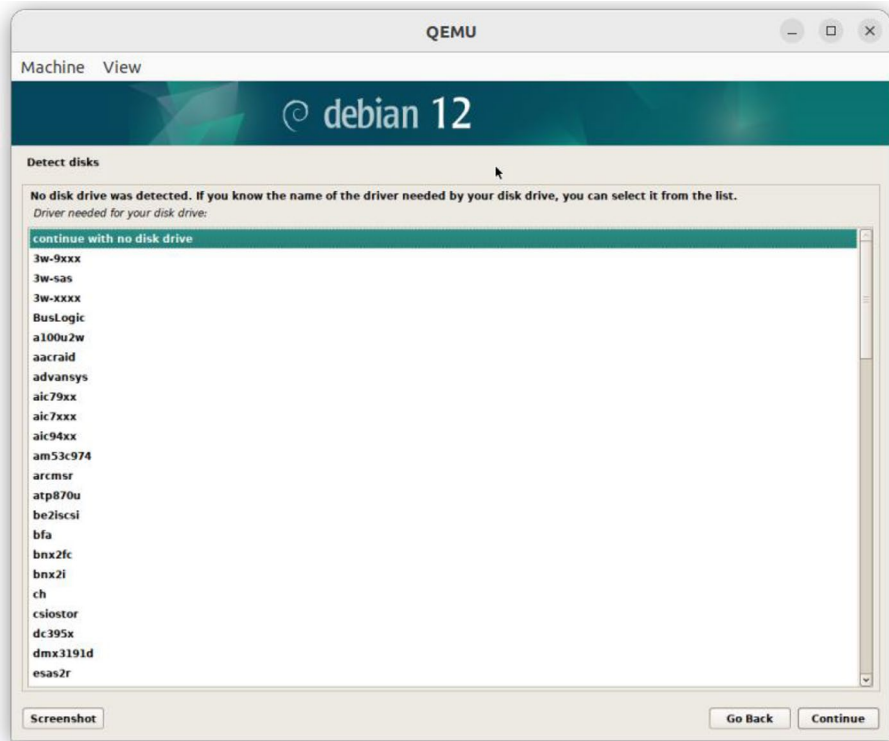 QEMU
Machine View
debian 12
Detect disks
No disk drive was detected. If you know the name of the driver needed by your disk drive, you can select it from the list.
Driver needed for your disk drive:
continue with no disk drive
3w-9xxx
3w-sas
3w-xxxx
BusLogic
a100u2w
aacraid
advansys
aic79xx
aic7xxx
aic94xx
am53c974
arcmsr
atp870u
be2iscsi
bfa
bnx2fc
bnx2i
ch
csiostor
dc395x
dmx3191d
esas2r
Screenshot Go Back Continue